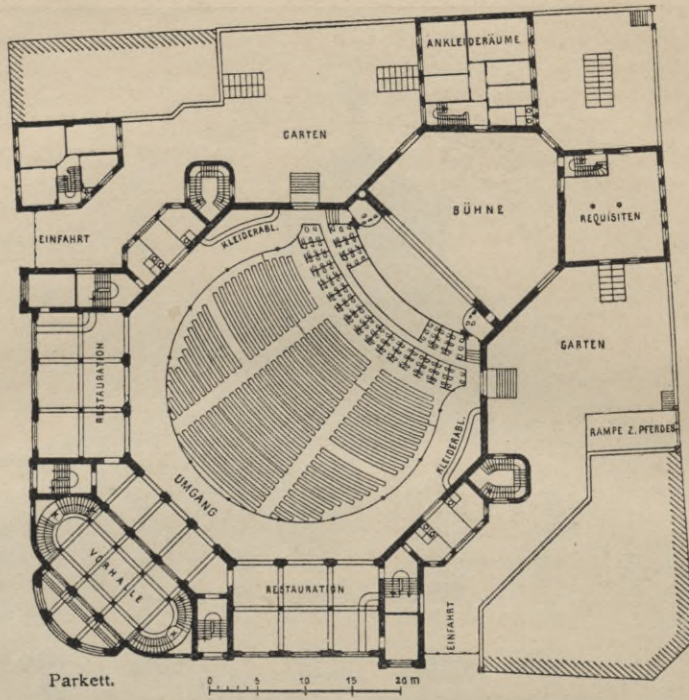 ANKLEIDERÄUME
GARTEN
BÜHNE
REQUISITEN
EINFAHRT
KLEIDERABL.
GARTEN
RESTAURATION
RAMPE Z. PFERDEB
KLEIDERABL.
UMGANG
VORHALLE
RESTAURATION
EINFAHRT
Parkett.
0 5 10 15 20 m